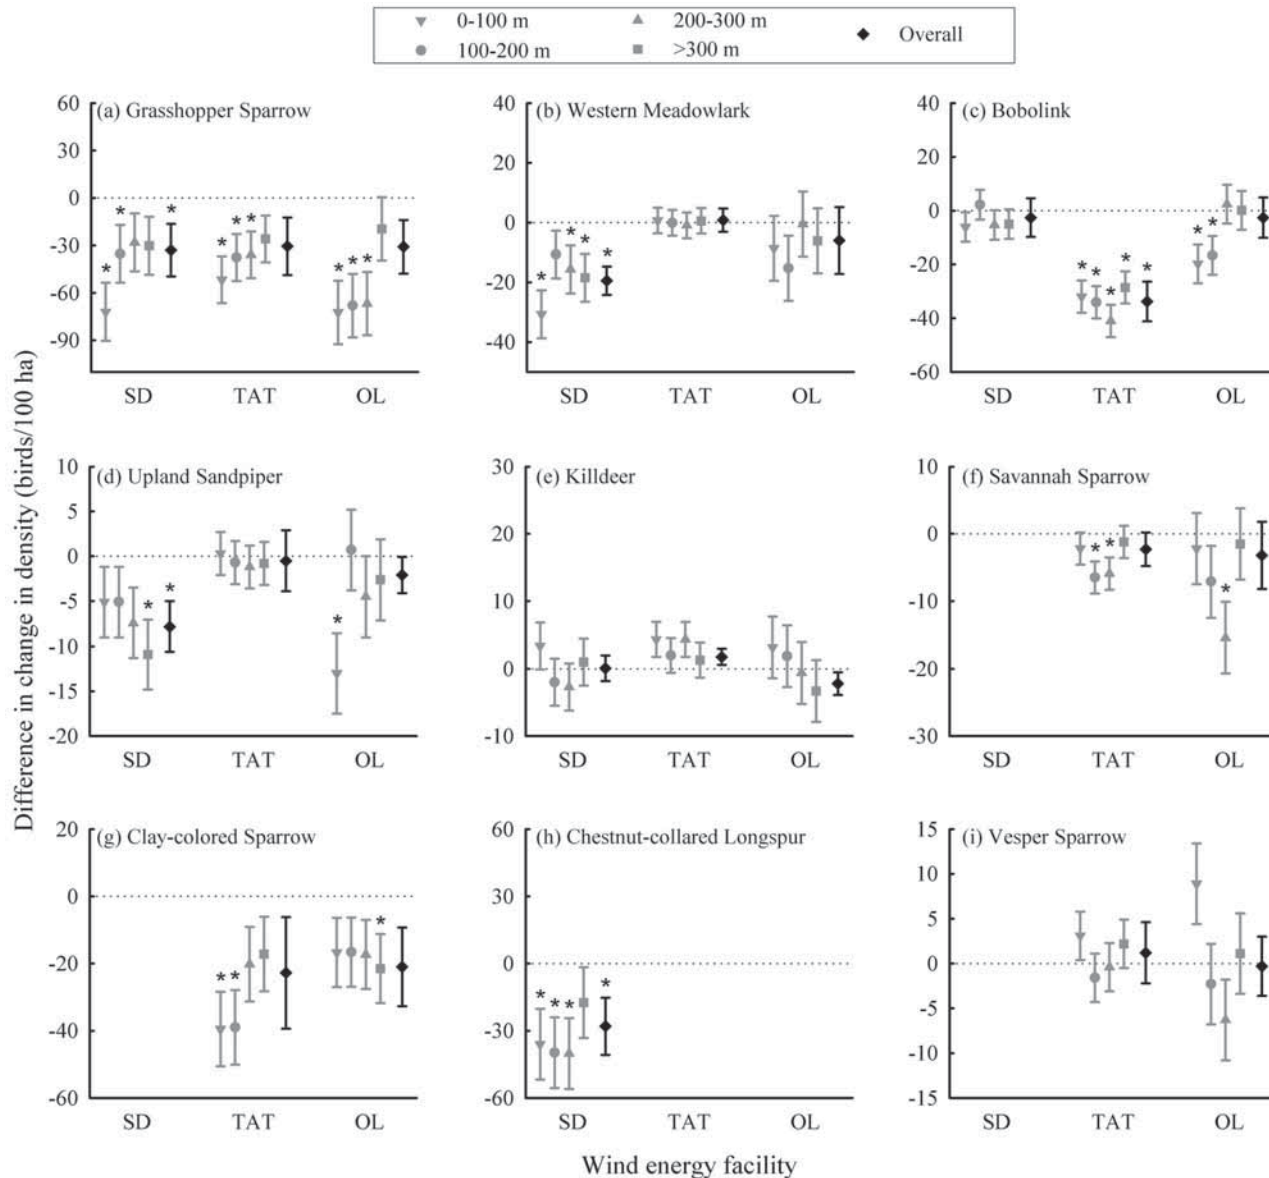 0-100 m
200-300 m
Overall
100-200 m
>300 m
Difference in change in density (birds/100 ha)
60
30
0
-30
-60
-90
(a) Grasshopper Sparrow
*
*
*
*
*
*
*
*
*
SD
TAT
OL
40
20
0
-20
-40
(b) Western Meadowlark
*
*
*
*
SD
TAT
OL
40
20
0
-20
-40
-60
(c) Bobolink
*
*
*
*
*
*
*
SD
TAT
OL
10
5
0
-5
-10
-15
-20
(d) Upland Sandpiper
*
*
*
SD
TAT
OL
30
20
10
0
-10
(e) Killdeer
SD
TAT
OL
10
0
-10
-20
-30
(f) Savannah Sparrow
*
*
*
SD
TAT
OL
20
0
-20
-40
-60
(g) Clay-colored Sparrow
*
*
*
SD
TAT
OL
60
30
0
-30
-60
(h) Chestnut-collared Longspur
*
*
*
*
SD
TAT
OL
15
10
5
0
-5
-10
-15
(i) Vesper Sparrow
SD
TAT
OL
Wind energy facility